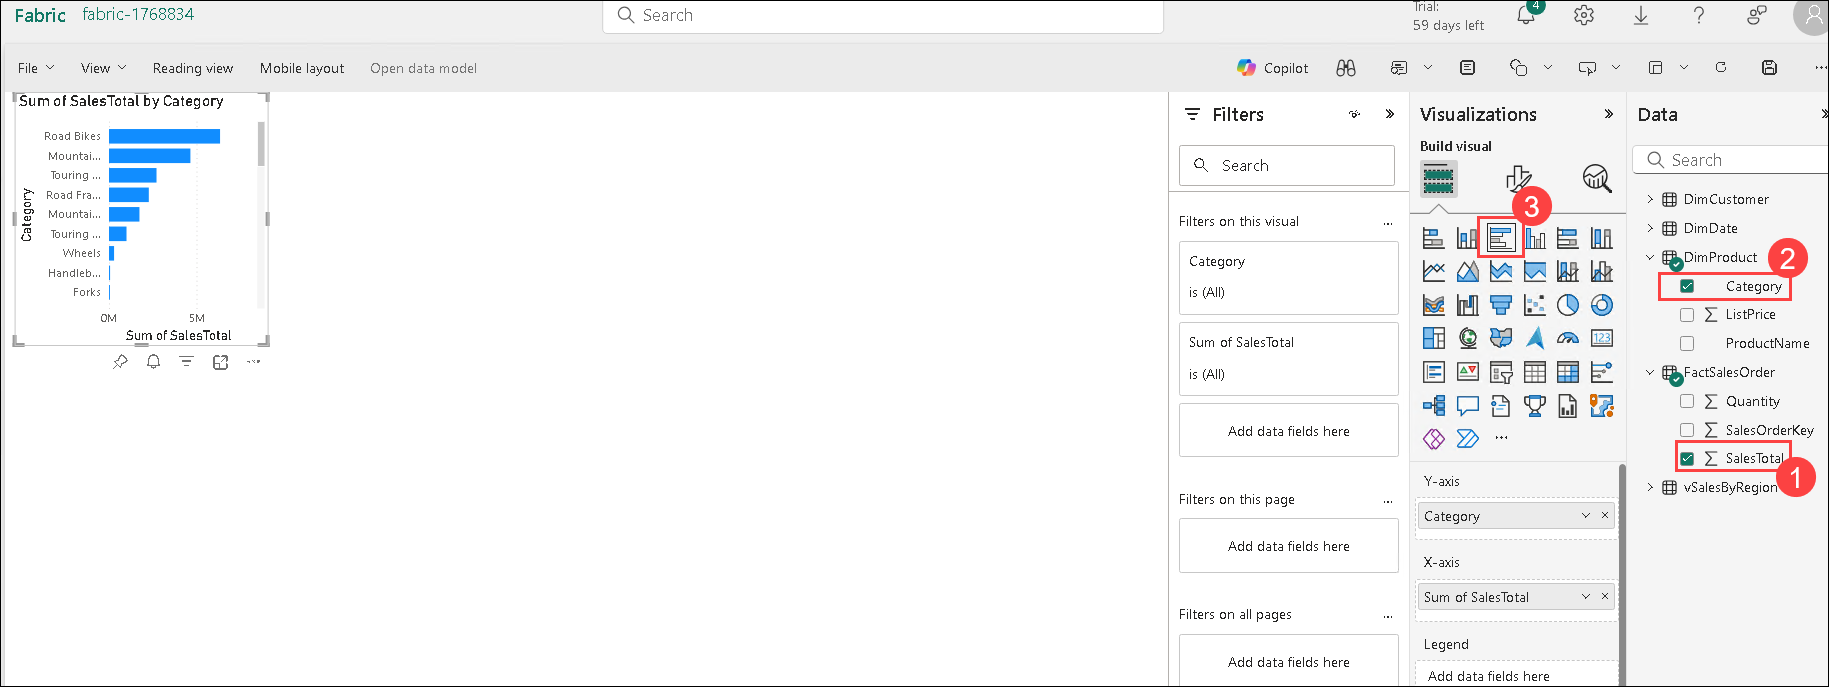 Fabric fabric-1768834
Search
Trial:
59 days left
4
File View Reading view Mobile layout Open data model
Copilot
Sum of SalesTotal by Category
Category
Road Bikes
Mountai...
Touring ...
Road Fra...
Mountai...
Touring ...
Wheels
Handleb...
Forks
0M 5M
Sum of SalesTotal
Filters
Search
Filters on this visual ...
Category
is (All)
Sum of SalesTotal
is (All)
Add data fields here
Filters on this page ...
Add data fields here
Filters on all pages ...
Add data fields here
Visualizations
Build visual
3
123
Y-axis
Category
X-axis
Sum of SalesTotal
Legend
Add data fields here
Data
Search
DimCustomer
DimDate
DimProduct
2
Category
ListPrice
ProductName
FactSalesOrder
Quantity
SalesOrderKey
SalesTotal
1
vSalesByRegion